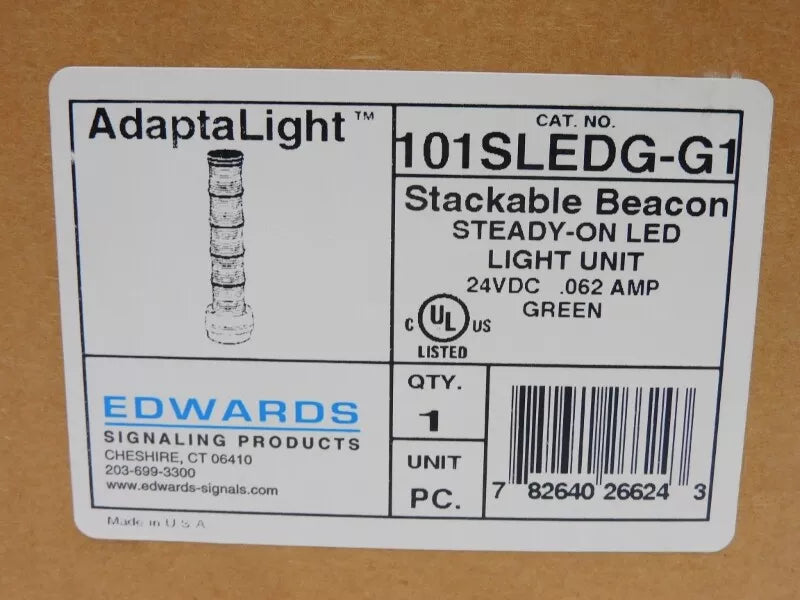 AdaptaLight™
CAT. NO.
101SLEDG-G1
Stackable Beacon
STEADY-ON LED
LIGHT UNIT
24VDC .062 AMP
GREEN
C UL US
LISTED
EDWARDS
SIGNALING PRODUCTS
CHESHIRE, CT 06410
203-699-3300
www.edwards-signals.com
QTY.
1
UNIT
PC.
7 82640 26624 3
Made in U.S.A.